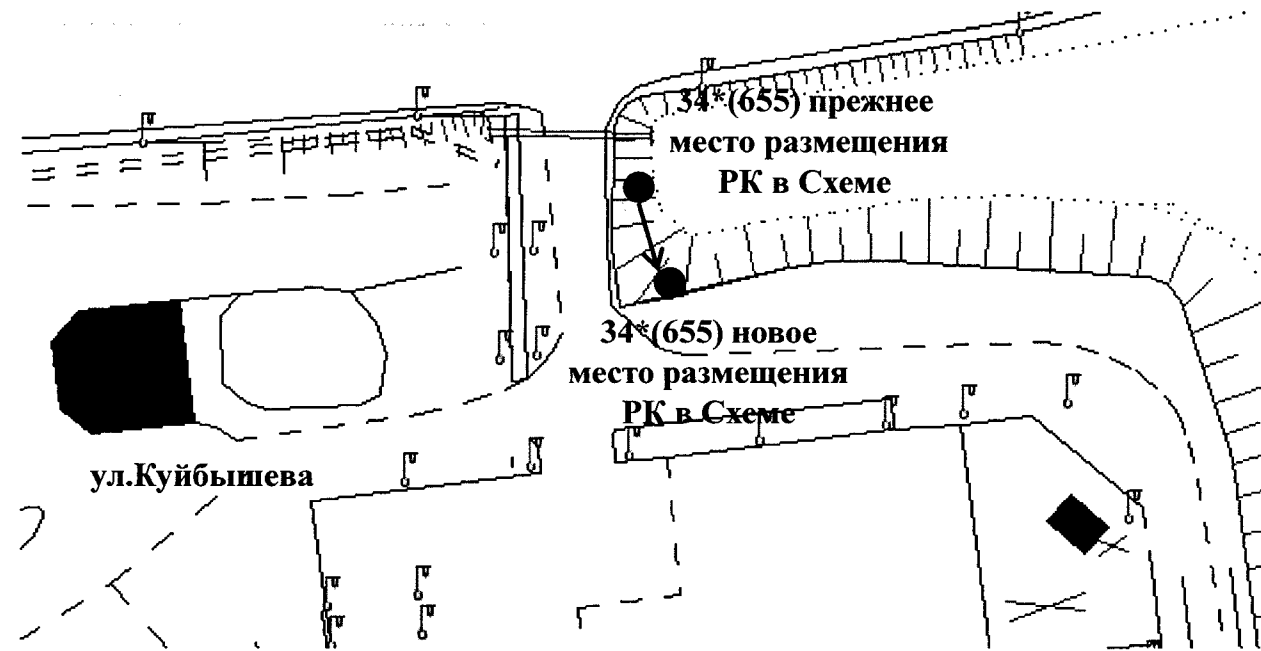 34*(655) прежнее
место размещения
РК в Схеме
34*(655) новое
место размещения
РК в Схеме
ул.Куйбышева